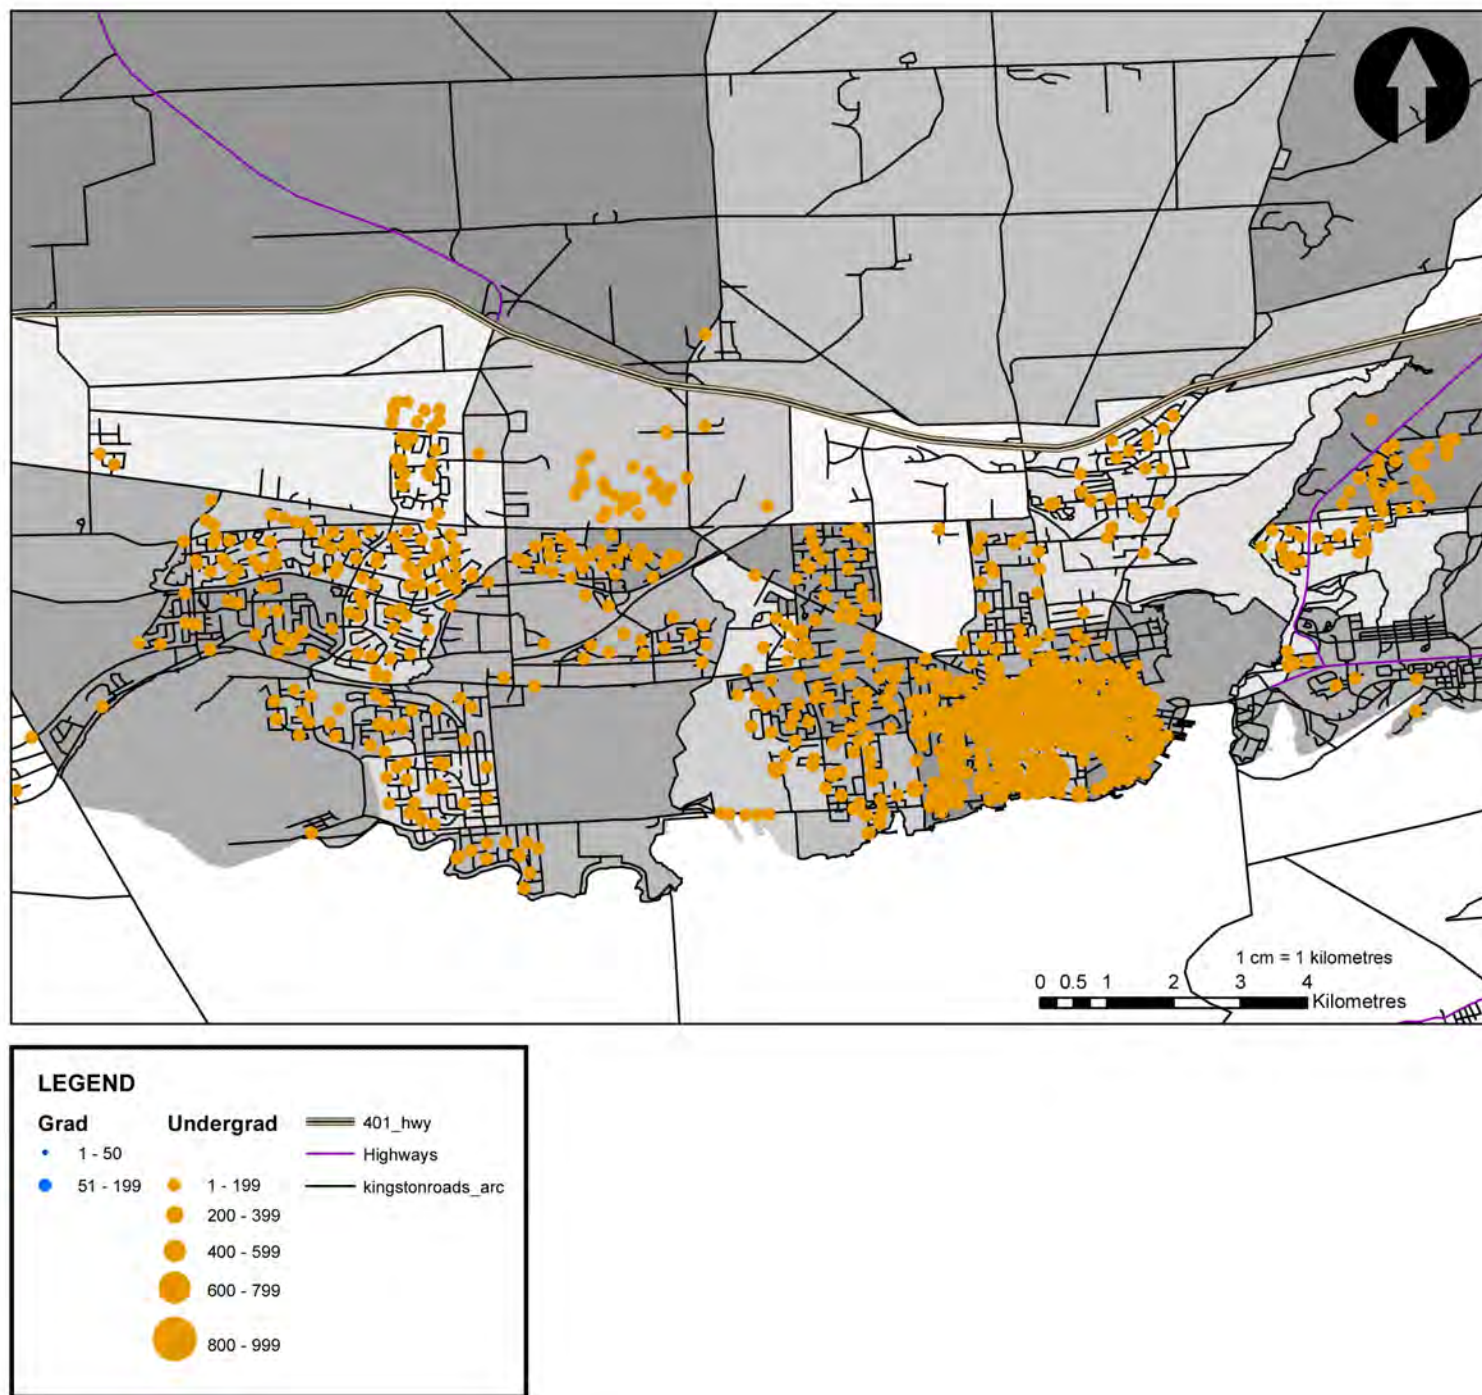 1 cm = 1 kilometres
0 0.5 1 2 3 4
Kilometres
LEGEND
Grad Undergrad 401_hwy
1 - 50 Highways
51 - 199 1 - 199 kingstonroads_arc
200 - 399
400 - 599
600 - 799
800 - 999